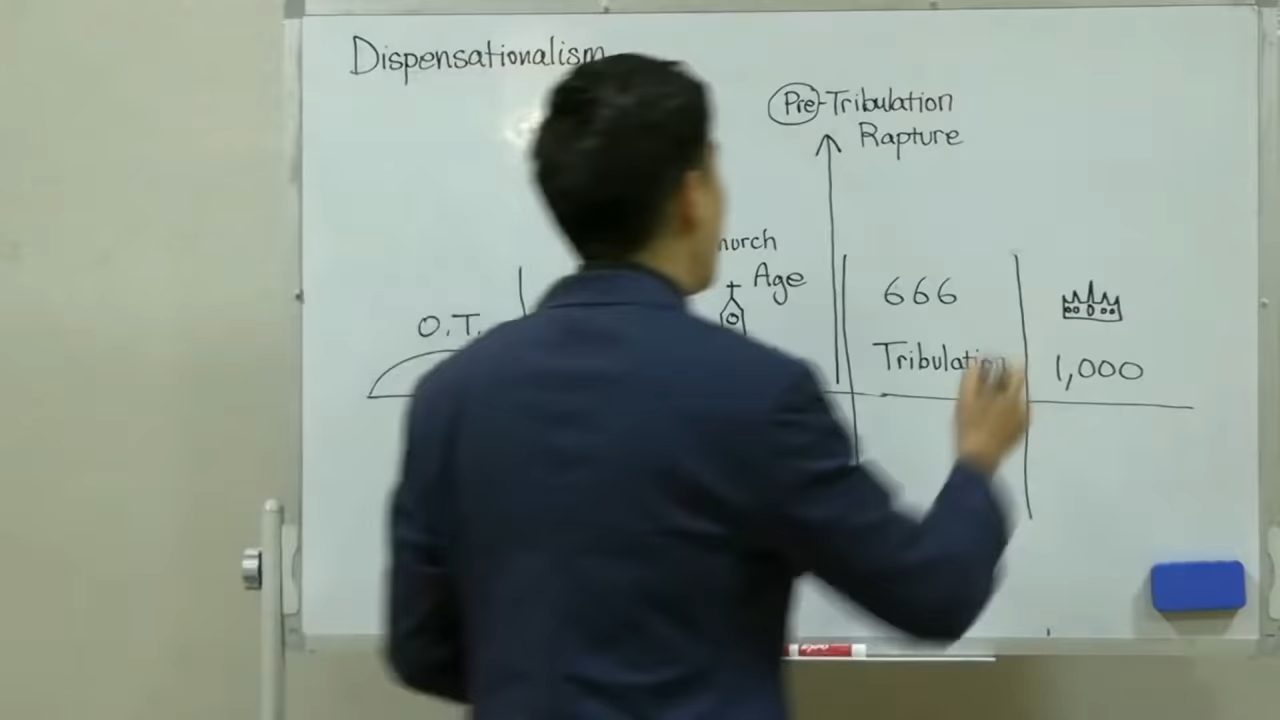 Dispensationalism
Pre-Tribulation
Rapture
Age
O.T.
666
Tribulation
1,000